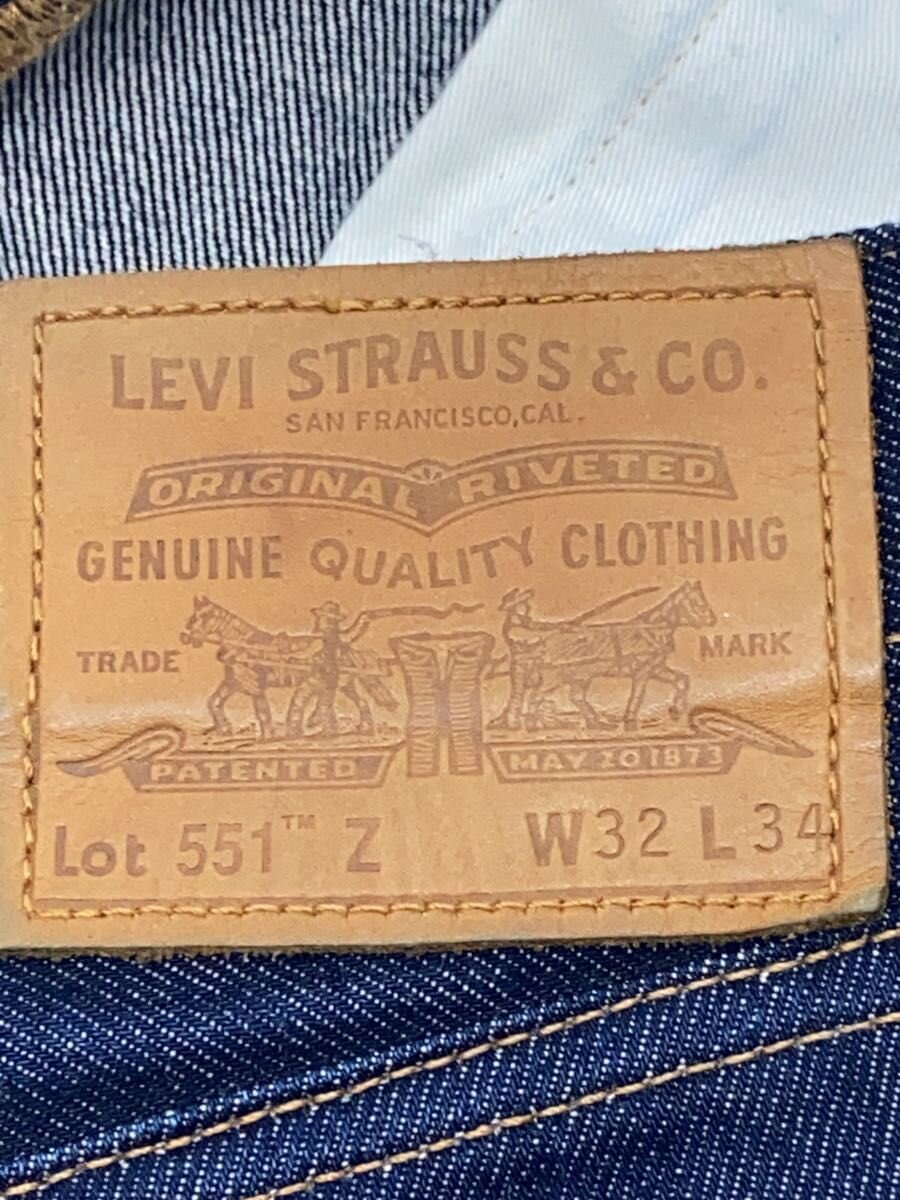 LEVI STRAUSS & CO.
SAN FRANCISCO, CAL.
ORIGINAL RIVETED
GENUINE QUALITY CLOTHING
TRADE MARK
PATENTED MAY 20 1873
Lot 551™ Z W32 L34